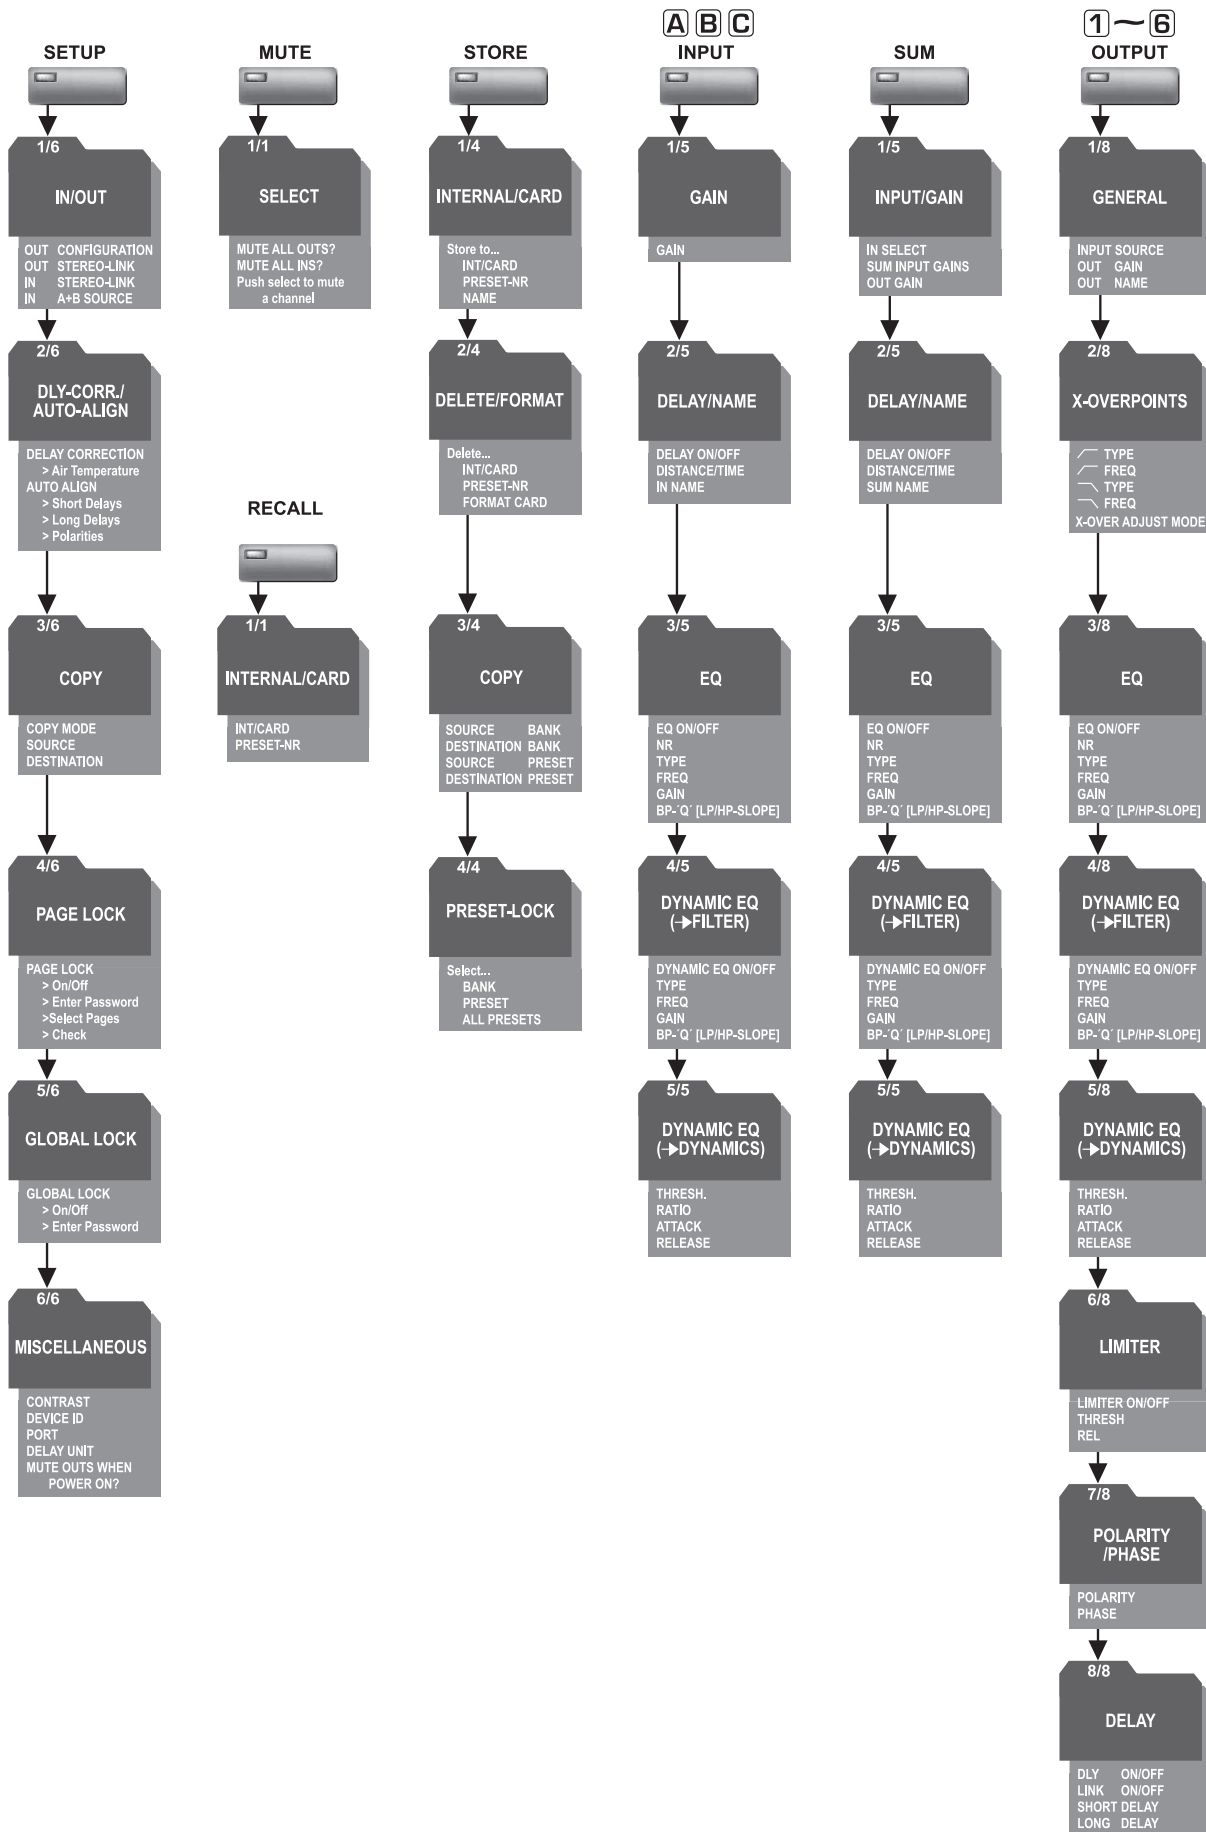 SETUP
1/6
IN/OUT
OUT CONFIGURATION
OUT STEREO-LINK
IN STEREO-LINK
IN A+B SOURCE
2/6
DLY-CORR./
AUTO-ALIGN
DELAY CORRECTION
> Air Temperature
AUTO ALIGN
> Short Delays
> Long Delays
> Polarities
3/6
COPY
COPY MODE
SOURCE
DESTINATION
4/6
PAGE LOCK
PAGE LOCK
> On/Off
> Enter Password
>Select Pages
> Check
5/6
GLOBAL LOCK
GLOBAL LOCK
> On/Off
> Enter Password
6/6
MISCELLANEOUS
CONTRAST
DEVICE ID
PORT
DELAY UNIT
MUTE OUTS WHEN
POWER ON?
MUTE
1/1
SELECT
MUTE ALL OUTS?
MUTE ALL INS?
Push select to mute
a channel
RECALL
1/1
INTERNAL/CARD
INT/CARD
PRESET-NR
STORE
1/4
INTERNAL/CARD
Store to...
INT/CARD
PRESET-NR
NAME
2/4
DELETE/FORMAT
Delete...
INT/CARD
PRESET-NR
FORMAT CARD
3/4
COPY
SOURCE BANK
DESTINATION BANK
SOURCE PRESET
DESTINATION PRESET
4/4
PRESET-LOCK
Select...
BANK
PRESET
ALL PRESETS
A B C
INPUT
1/5
GAIN
GAIN
2/5
DELAY/NAME
DELAY ON/OFF
DISTANCE/TIME
IN NAME
3/5
EQ
EQ ON/OFF
NR
TYPE
FREQ
GAIN
BP-´Q´ [LP/HP-SLOPE]
4/5
DYNAMIC EQ
(→FILTER)
DYNAMIC EQ ON/OFF
TYPE
FREQ
GAIN
BP-´Q´ [LP/HP-SLOPE]
5/5
DYNAMIC EQ
(→DYNAMICS)
THRESH.
RATIO
ATTACK
RELEASE
SUM
1/5
INPUT/GAIN
IN SELECT
SUM INPUT GAINS
OUT GAIN
2/5
DELAY/NAME
DELAY ON/OFF
DISTANCE/TIME
SUM NAME
3/5
EQ
EQ ON/OFF
NR
TYPE
FREQ
GAIN
BP-´Q´ [LP/HP-SLOPE]
4/5
DYNAMIC EQ
(→FILTER)
DYNAMIC EQ ON/OFF
TYPE
FREQ
GAIN
BP-´Q´ [LP/HP-SLOPE]
5/5
DYNAMIC EQ
(→DYNAMICS)
THRESH.
RATIO
ATTACK
RELEASE
1~6
OUTPUT
1/8
GENERAL
INPUT SOURCE
OUT GAIN
OUT NAME
2/8
X-OVERPOINTS
TYPE
FREQ
TYPE
FREQ
X-OVER ADJUST MODE
3/8
EQ
EQ ON/OFF
NR
TYPE
FREQ
GAIN
BP-´Q´ [LP/HP-SLOPE]
4/8
DYNAMIC EQ
(→FILTER)
DYNAMIC EQ ON/OFF
TYPE
FREQ
GAIN
BP-´Q´ [LP/HP-SLOPE]
5/8
DYNAMIC EQ
(→DYNAMICS)
THRESH.
RATIO
ATTACK
RELEASE
6/8
LIMITER
LIMITER ON/OFF
THRESH
REL
7/8
POLARITY
/PHASE
POLARITY
PHASE
8/8
DELAY
DLY ON/OFF
LINK ON/OFF
SHORT DELAY
LONG DELAY